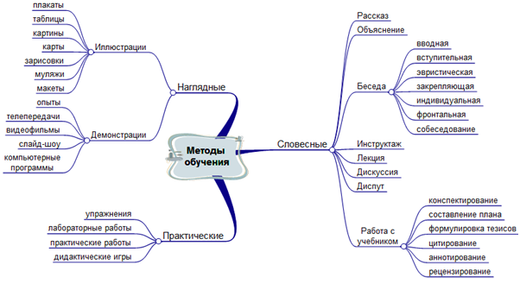 плакаты
таблицы
картины
карты
зарисовки
муляжи
макеты
Иллюстрации
опыты
телепередачи
видеофильмы
слайд-шоу
компьютерные
программы
Демонстрации
Наглядные
упражнения
лабораторные работы
практические работы
дидактические игры
Практические
Методы
обучения
Словесные
Рассказ
Объяснение
Беседа
вводная
вступительная
эвристическая
закрепляющая
индивидуальная
фронтальная
собеседование
Инструктаж
Лекция
Дискуссия
Диспут
Работа с
учебником
конспектирование
составление плана
формулировка тезисов
цитирование
аннотирование
рецензирование